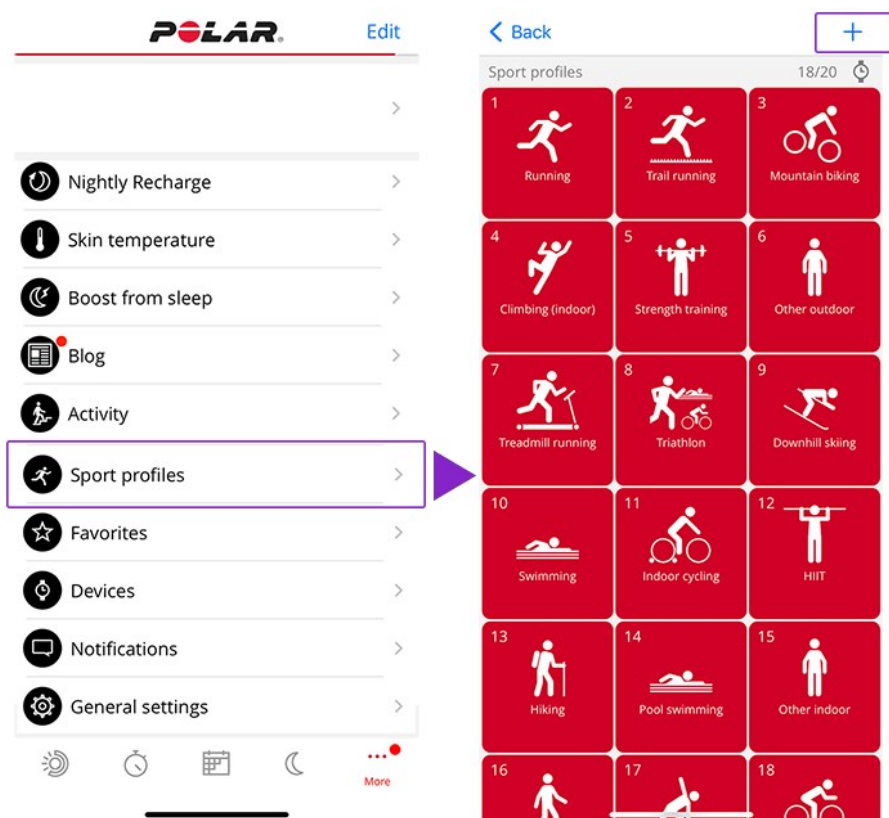 POLAR.
Edit
Nightly Recharge
Skin temperature
Boost from sleep
Blog
Activity
Sport profiles
Favorites
Devices
Notifications
General settings
More
Back
+
Sport profiles 18/20
1 2 3
Running Trail running Mountain biking
4 5 6
Climbing (indoor) Strength training Other outdoor
7 8 9
Treadmill running Triathlon Downhill skiing
10 11 12
Swimming Indoor cycling HIIT
13 14 15
Hiking Pool swimming Other indoor
16 17 18